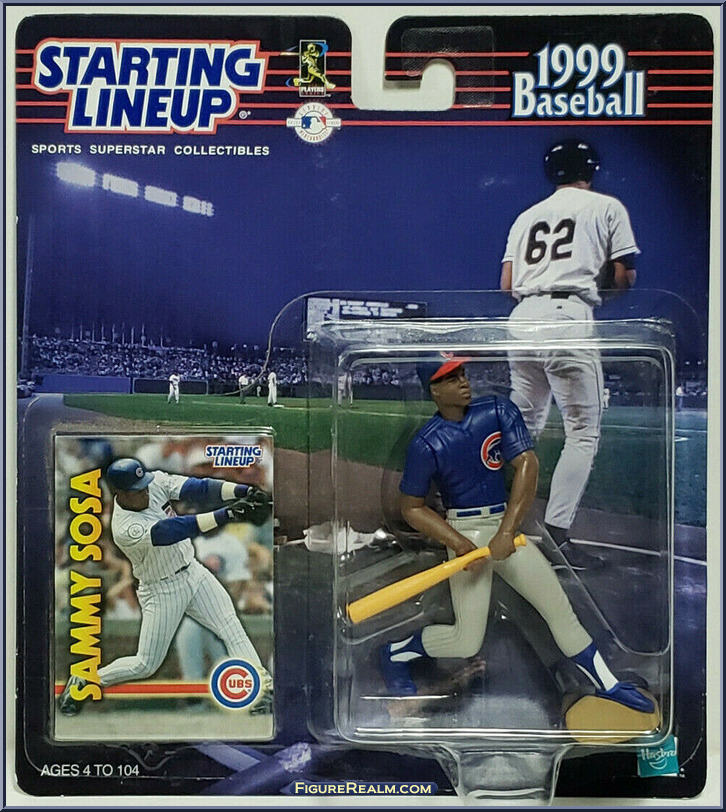 STARTING
LINEUP
PLAYERS
SPORTS SUPERSTAR COLLECTIBLES
1999
Baseball
62
STARTING
LINEUP
SAMMY SOSA
CUBS
AGES 4 TO 104
Hasbro
FIGUREREALM.COM